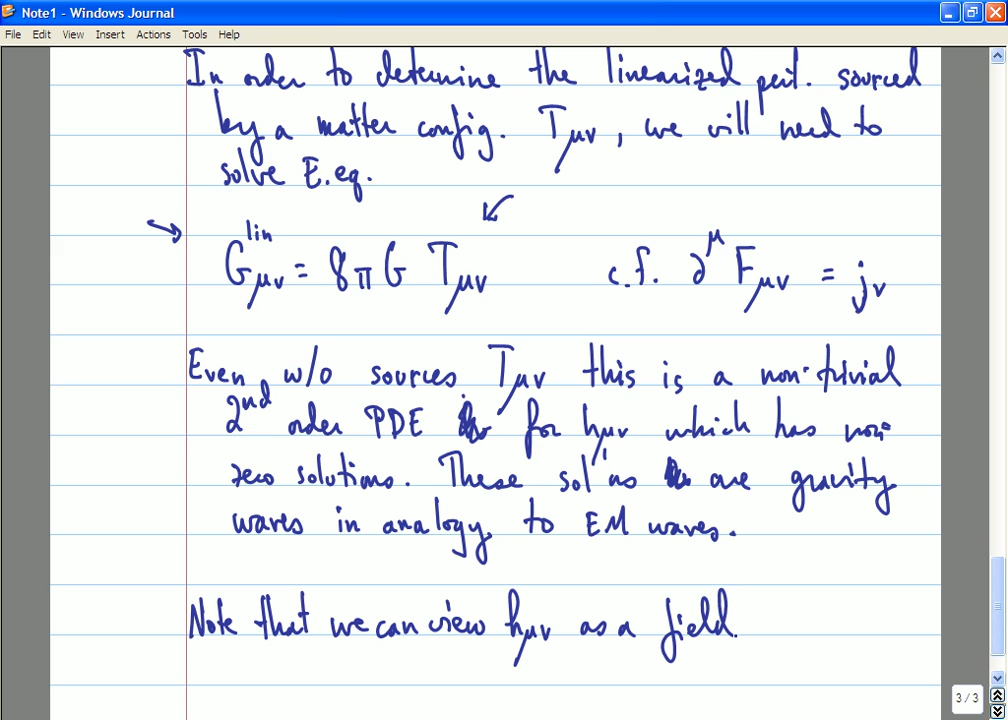 Note1 - Windows Journal
File Edit View Insert Actions Tools Help
In order to determine the linearized pert. sourced
by a matter config. Tμν, we will need to
solve E.eq.
G^lin_μν = 8πG Tμν c.f. ∂^μ Fμν = jν
Even w/o sources Tμν this is a non-trivial
2nd order PDE for hμν which has non-
zero solutions. These sol'ns are gravity
waves in analogy to EM waves.
Note that we can view hμν as a field.
3/3